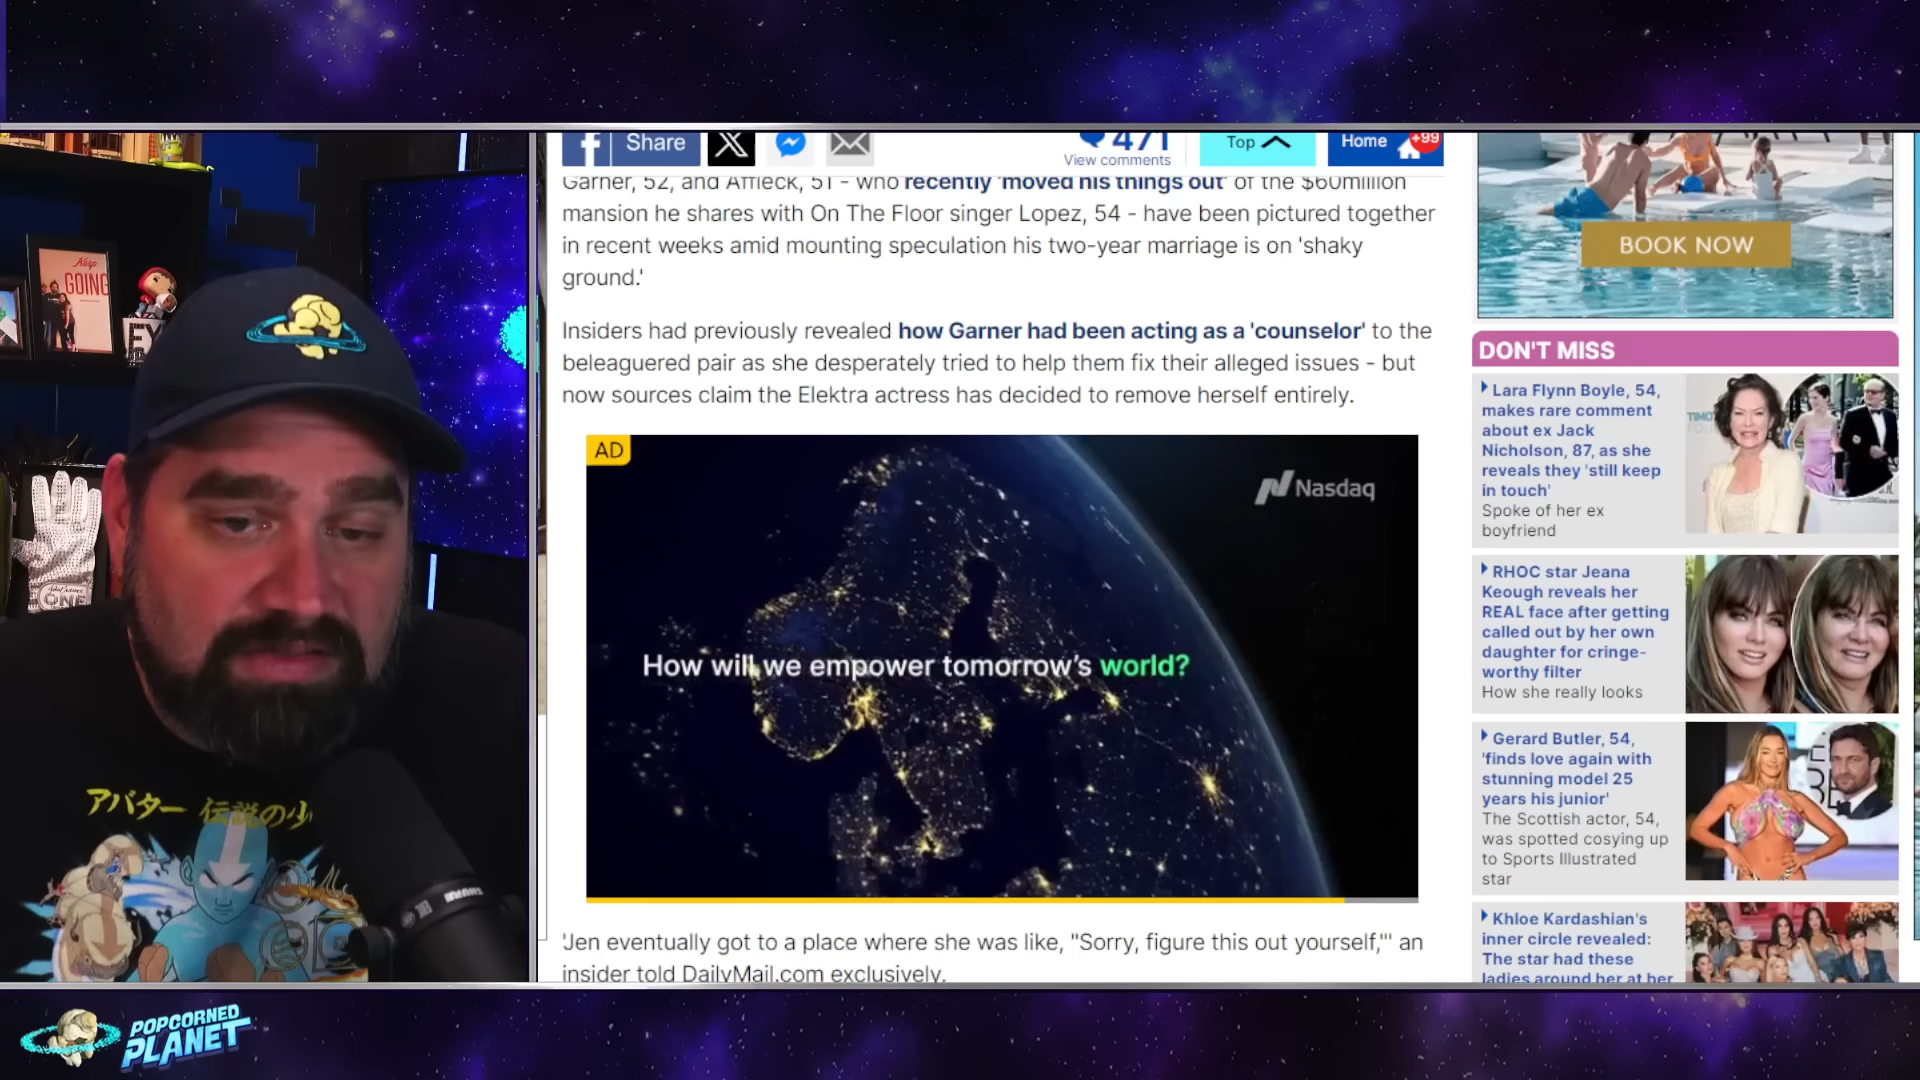 Keep
GOING
EY
ONE
アバター 伝説の少
POPCORNED
PLANET
Share
471
View comments
Top
Home
+99
Garner, 52, and Affleck, 51 - who recently 'moved his things out' of the $60million
mansion he shares with On The Floor singer Lopez, 54 - have been pictured together
in recent weeks amid mounting speculation his two-year marriage is on 'shaky
ground.'
Insiders had previously revealed how Garner had been acting as a 'counselor' to the
beleaguered pair as she desperately tried to help them fix their alleged issues - but
now sources claim the Elektra actress has decided to remove herself entirely.
AD
Nasdaq
How will we empower tomorrow's world?
'Jen eventually got to a place where she was like, "Sorry, figure this out yourself,"' an
insider told DailyMail.com exclusively.
BOOK NOW
DON'T MISS
Lara Flynn Boyle, 54,
makes rare comment
about ex Jack
Nicholson, 87, as she
reveals they 'still keep
in touch'
Spoke of her ex
boyfriend
RHOC star Jeana
Keough reveals her
REAL face after getting
called out by her own
daughter for cringe-
worthy filter
How she really looks
Gerard Butler, 54,
'finds love again with
stunning model 25
years his junior'
The Scottish actor, 54,
was spotted cosying up
to Sports Illustrated
star
Khloe Kardashian's
inner circle revealed:
The star had these
ladies around her at her